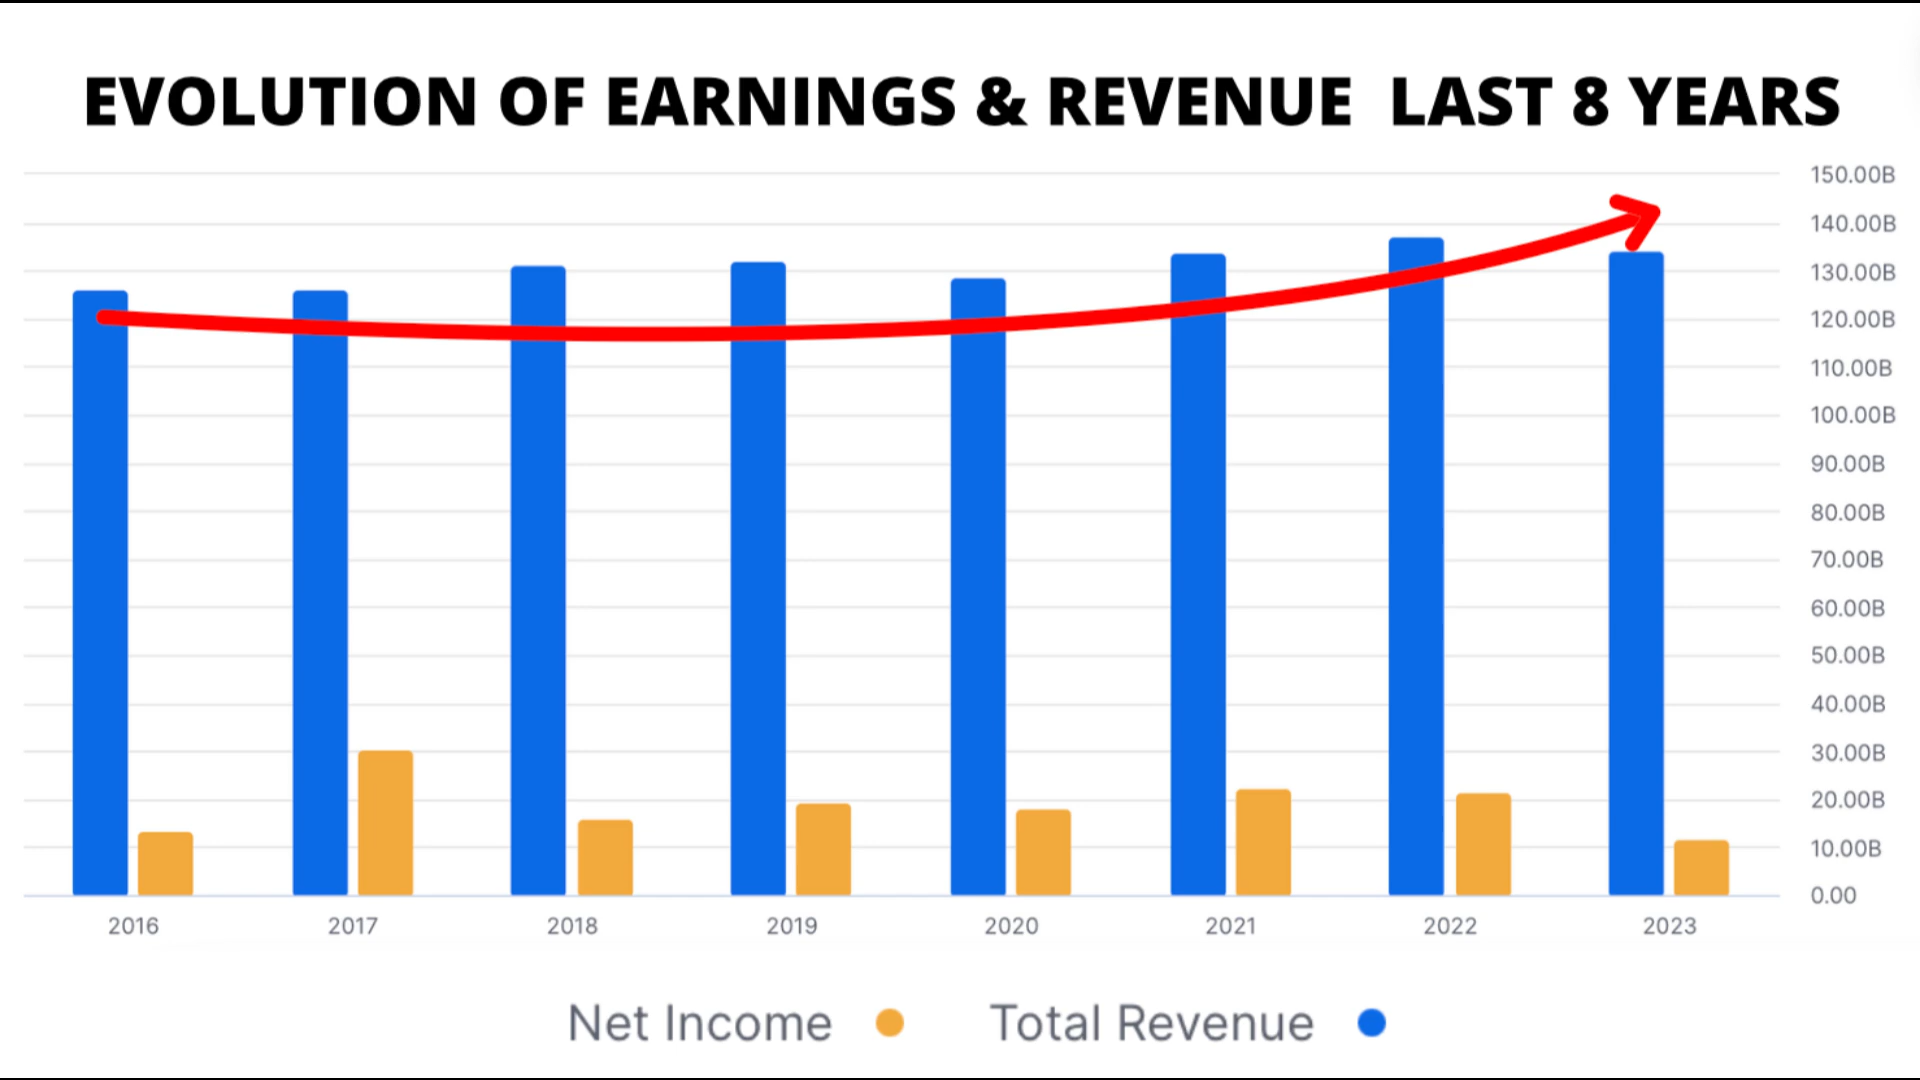 EVOLUTION OF EARNINGS & REVENUE LAST 8 YEARS
150.00B
140.00B
130.00B
120.00B
110.00B
100.00B
90.00B
80.00B
70.00B
60.00B
50.00B
40.00B
30.00B
20.00B
10.00B
0.00
2016 2017 2018 2019 2020 2021 2022 2023
Net Income Total Revenue